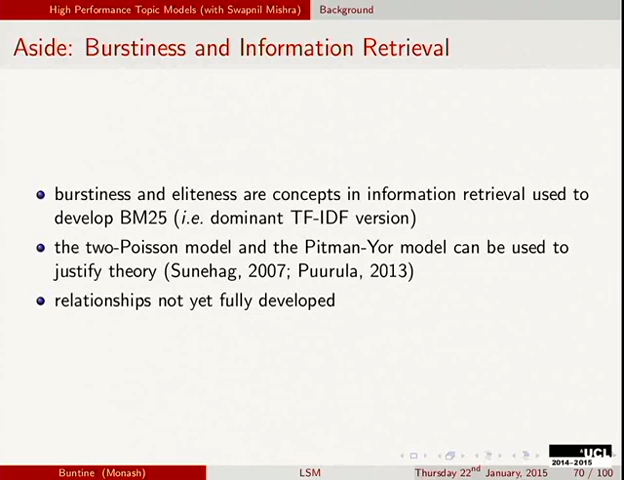 High Performance Topic Models (with Swapnil Mishra) Background
Aside: Burstiness and Information Retrieval
burstiness and eliteness are concepts in information retrieval used to
develop BM25 (i.e. dominant TF-IDF version)
the two-Poisson model and the Pitman-Yor model can be used to
justify theory (Sunehag, 2007; Puurula, 2013)
relationships not yet fully developed
UCL
2014-2015
Buntine (Monash) LSM Thursday 22nd January, 2015 70 / 100